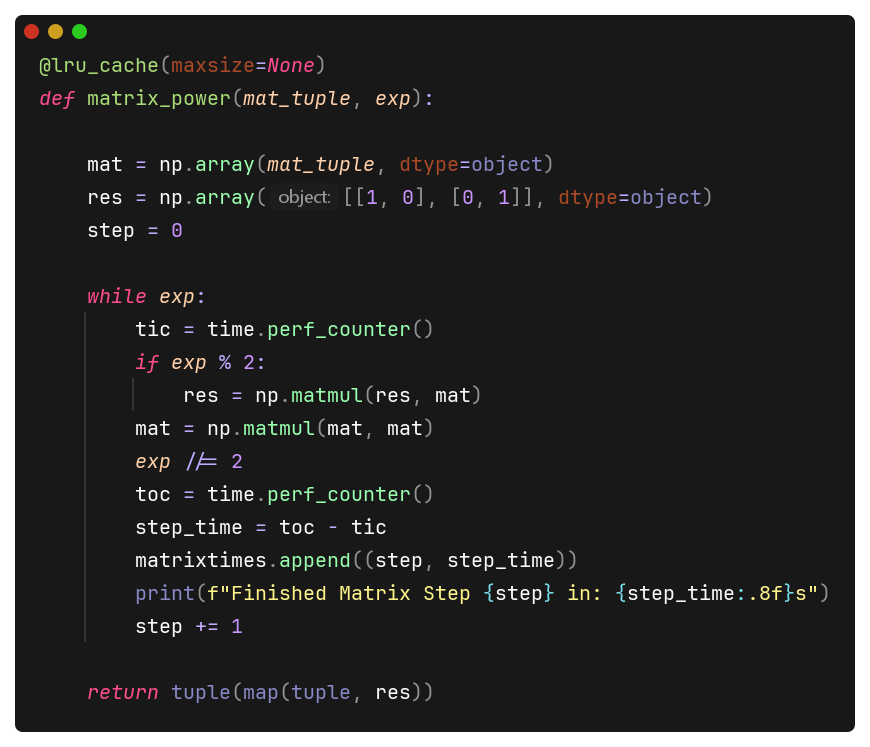 @lru_cache(maxsize=None)
def matrix_power(mat_tuple, exp):
    mat = np.array(mat_tuple, dtype=object)
    res = np.array( object: [[1, 0], [0, 1]], dtype=object)
    step = 0
    while exp:
        tic = time.perf_counter()
        if exp % 2:
            res = np.matmul(res, mat)
        mat = np.matmul(mat, mat)
        exp //= 2
        toc = time.perf_counter()
        step_time = toc - tic
        matrixtimes.append((step, step_time))
        print(f"Finished Matrix Step {step} in: {step_time:.8f}s")
        step += 1
    return tuple(map(tuple, res))